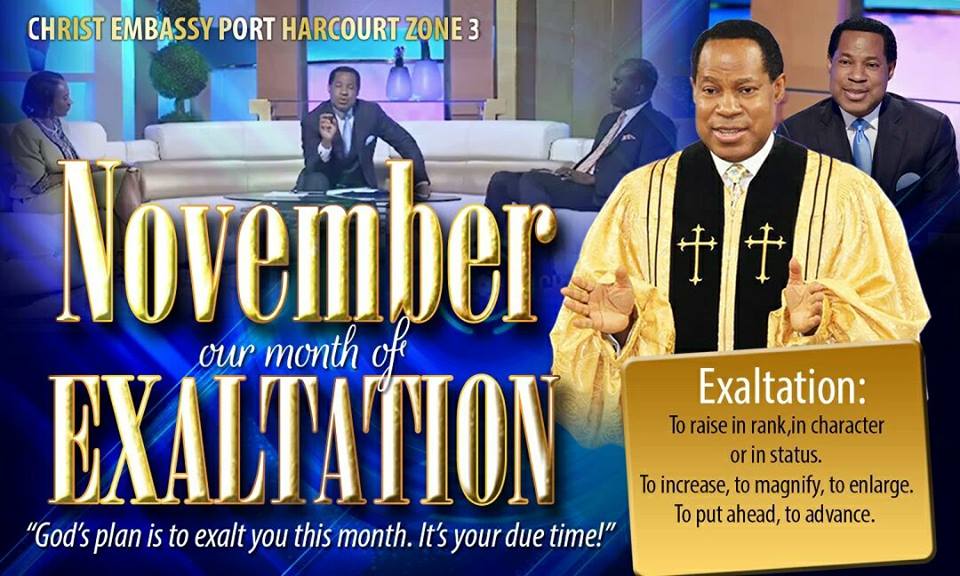 CHRIST EMBASSY PORT HARCOURT ZONE 3
November
our month of
EXALTATION
“God’s plan is to exalt you this month. It’s your due time!”
Exaltation:
To raise in rank,in character
or in status.
To increase, to magnify, to enlarge.
To put ahead, to advance.